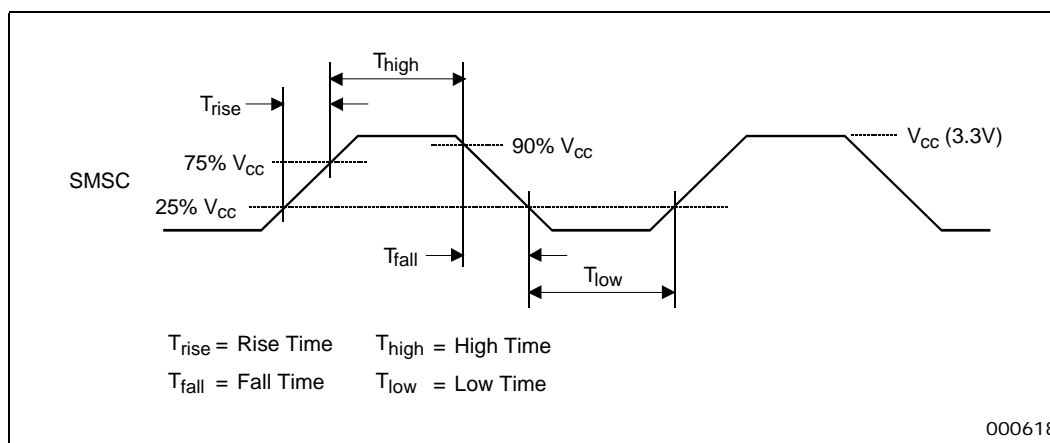 Thigh
Trise
75% Vcc
90% Vcc
Vcc (3.3V)
SMSC
25% Vcc
Tfall
Tlow
Trise = Rise Time
Thigh = High Time
Tfall = Fall Time
Tlow = Low Time
000618